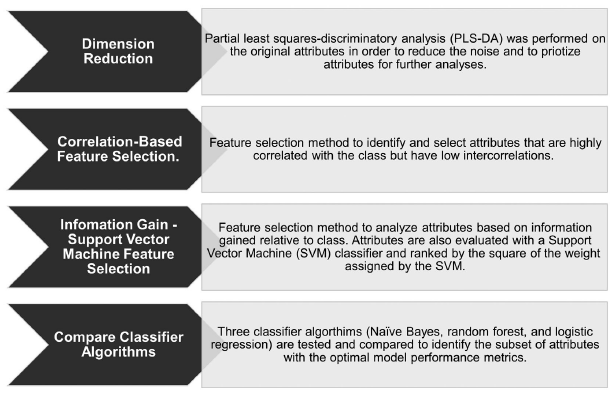 Dimension
Reduction
Partial least squares-discriminatory analysis (PLS-DA) was performed on
the original attributes in order to reduce the noise and to priotize
attributes for further analyses.
Correlation-Based
Feature Selection.
Feature selection method to identify and select attributes that are highly
correlated with the class but have low intercorrelations.
Infomation Gain -
Support Vector
Machine Feature
Selection
Feature selection method to analyze attributes based on information
gained relative to class. Attributes are also evaluated with a Support
Vector Machine (SVM) classifier and ranked by the square of the weight
assigned by the SVM.
Compare Classifier
Algorithms
Three classifier algorthims (Naïve Bayes, random forest, and logistic
regression) are tested and compared to identify the subset of attributes
with the optimal model performance metrics.